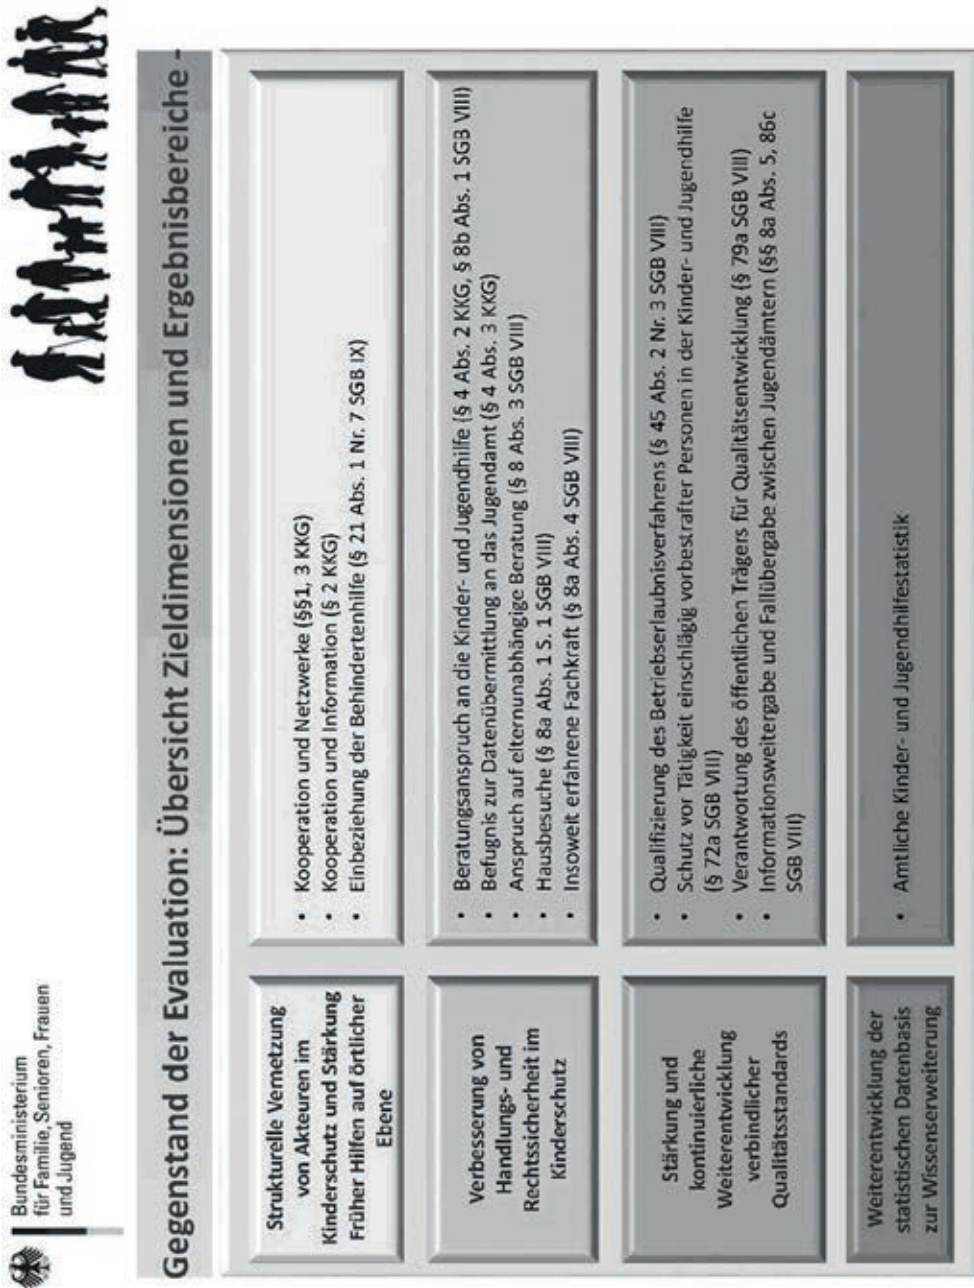 Bundesministerium
für Familie, Senioren, Frauen
und Jugend
Gegenstand der Evaluation: Übersicht Zieldimensionen und Ergebnisbereiche -
Strukturelle Vernetzung
von Akteuren im
Kinderschutz und Stärkung
Früher Hilfen auf örtlicher
Ebene
• Kooperation und Netzwerke (§§1, 3 KKG)
• Kooperation und Information (§ 2 KKG)
• Einbeziehung der Behindertenhilfe (§ 21 Abs. 1 Nr. 7 SGB IX)
Verbesserung von
Handlungs- und
Rechtssicherheit im
Kinderschutz
• Beratungsanspruch an die Kinder- und Jugendhilfe (§ 4 Abs. 2 KKG, § 8b Abs. 1 SGB VIII)
• Befugnis zur Datenübermittlung an das Jugendamt (§ 4 Abs. 3 KKG)
• Anspruch auf elternunabhängige Beratung (§ 8 Abs. 3 SGB VIII)
• Hausbesuche (§ 8a Abs. 1 S. 1 SGB VIII)
• Insoweit erfahrene Fachkraft (§ 8a Abs. 4 SGB VIII)
Stärkung und
kontinuierliche
Weiterentwicklung
verbindlicher
Qualitätsstandards
• Qualifizierung des Betriebserlaubnisverfahrens (§ 45 Abs. 2 Nr. 3 SGB VIII)
• Schutz vor Tätigkeit einschlägig vorbestrafter Personen in der Kinder- und Jugendhilfe
(§ 72a SGB VIII)
• Verantwortung des öffentlichen Trägers für Qualitätsentwicklung (§ 79a SGB VIII)
• Informationsweitergabe und Fallübergabe zwischen Jugendämtern (§§ 8a Abs. 5, 86c
SGB VIII)
Weiterentwicklung der
statistischen Datenbasis
zur Wissenserweiterung
• Amtliche Kinder- und Jugendhilfestatistik